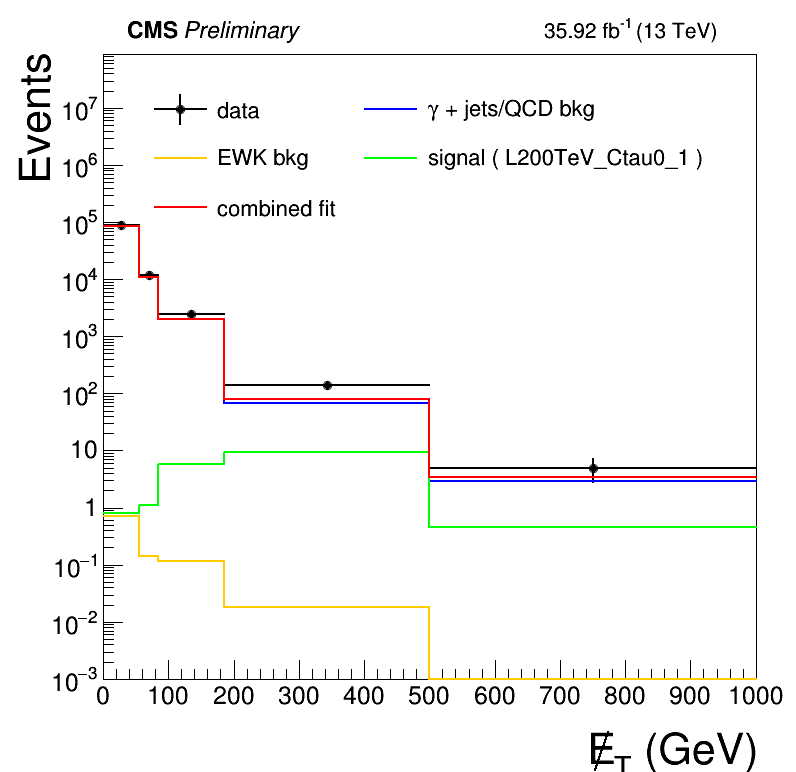 CMS Preliminary 35.92 fb⁻¹ (13 TeV)
Events
data
γ + jets/QCD bkg
EWK bkg
signal ( L200TeV_Ctau0_1 )
combined fit
10⁷
10⁶
10⁵
10⁴
10³
10²
10
1
10⁻¹
10⁻²
10⁻³
0 100 200 300 400 500 600 700 800 900 1000
E̸_T (GeV)